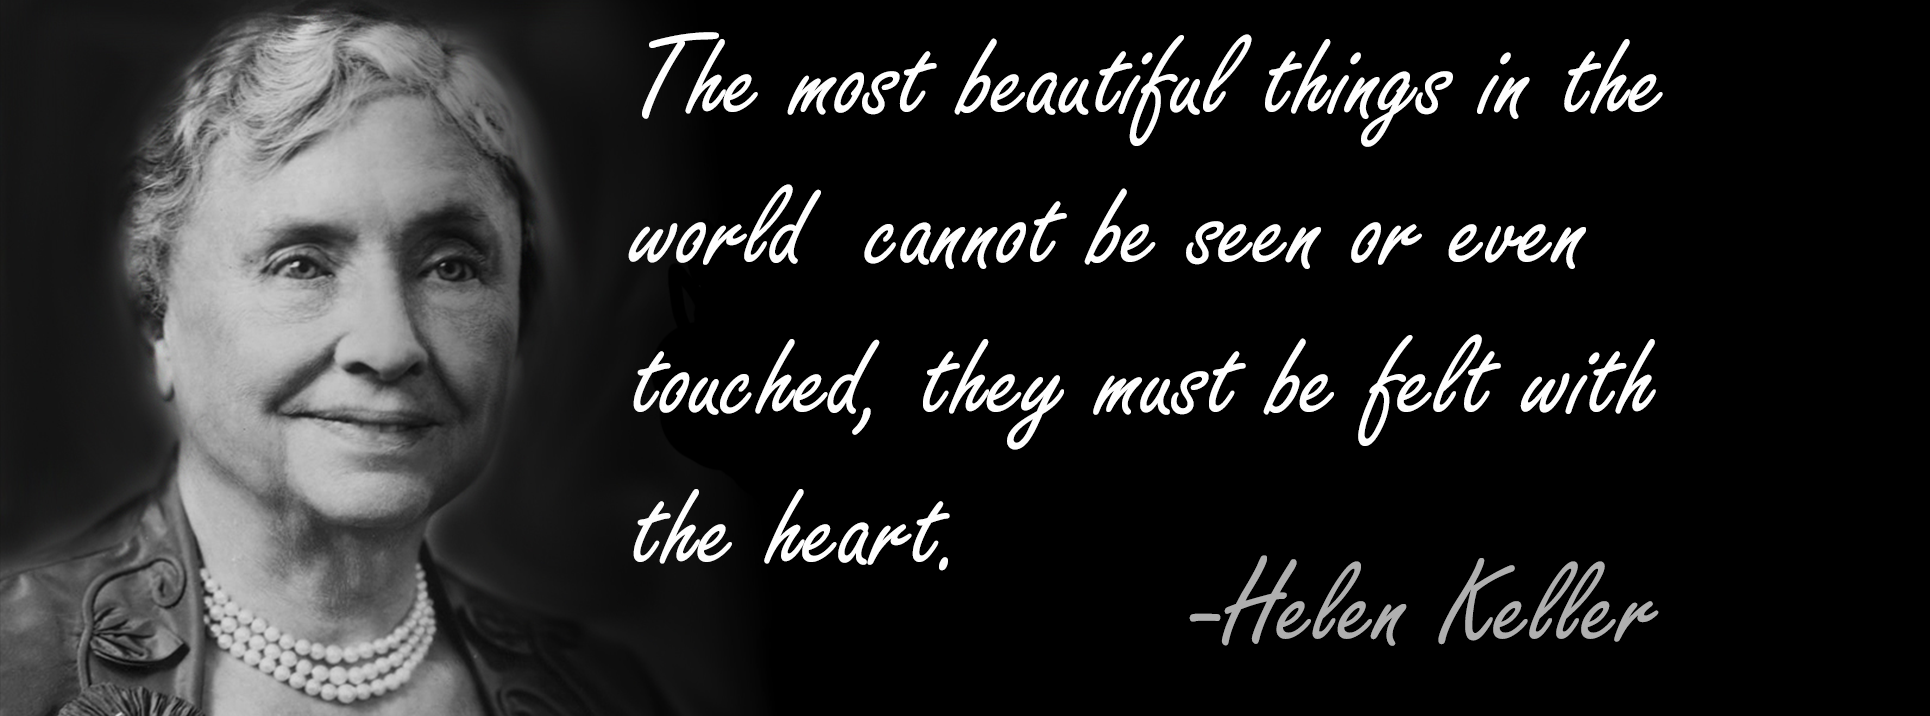 The most beautiful things in the
world cannot be seen or even
touched, they must be felt with
the heart.
-Helen Keller